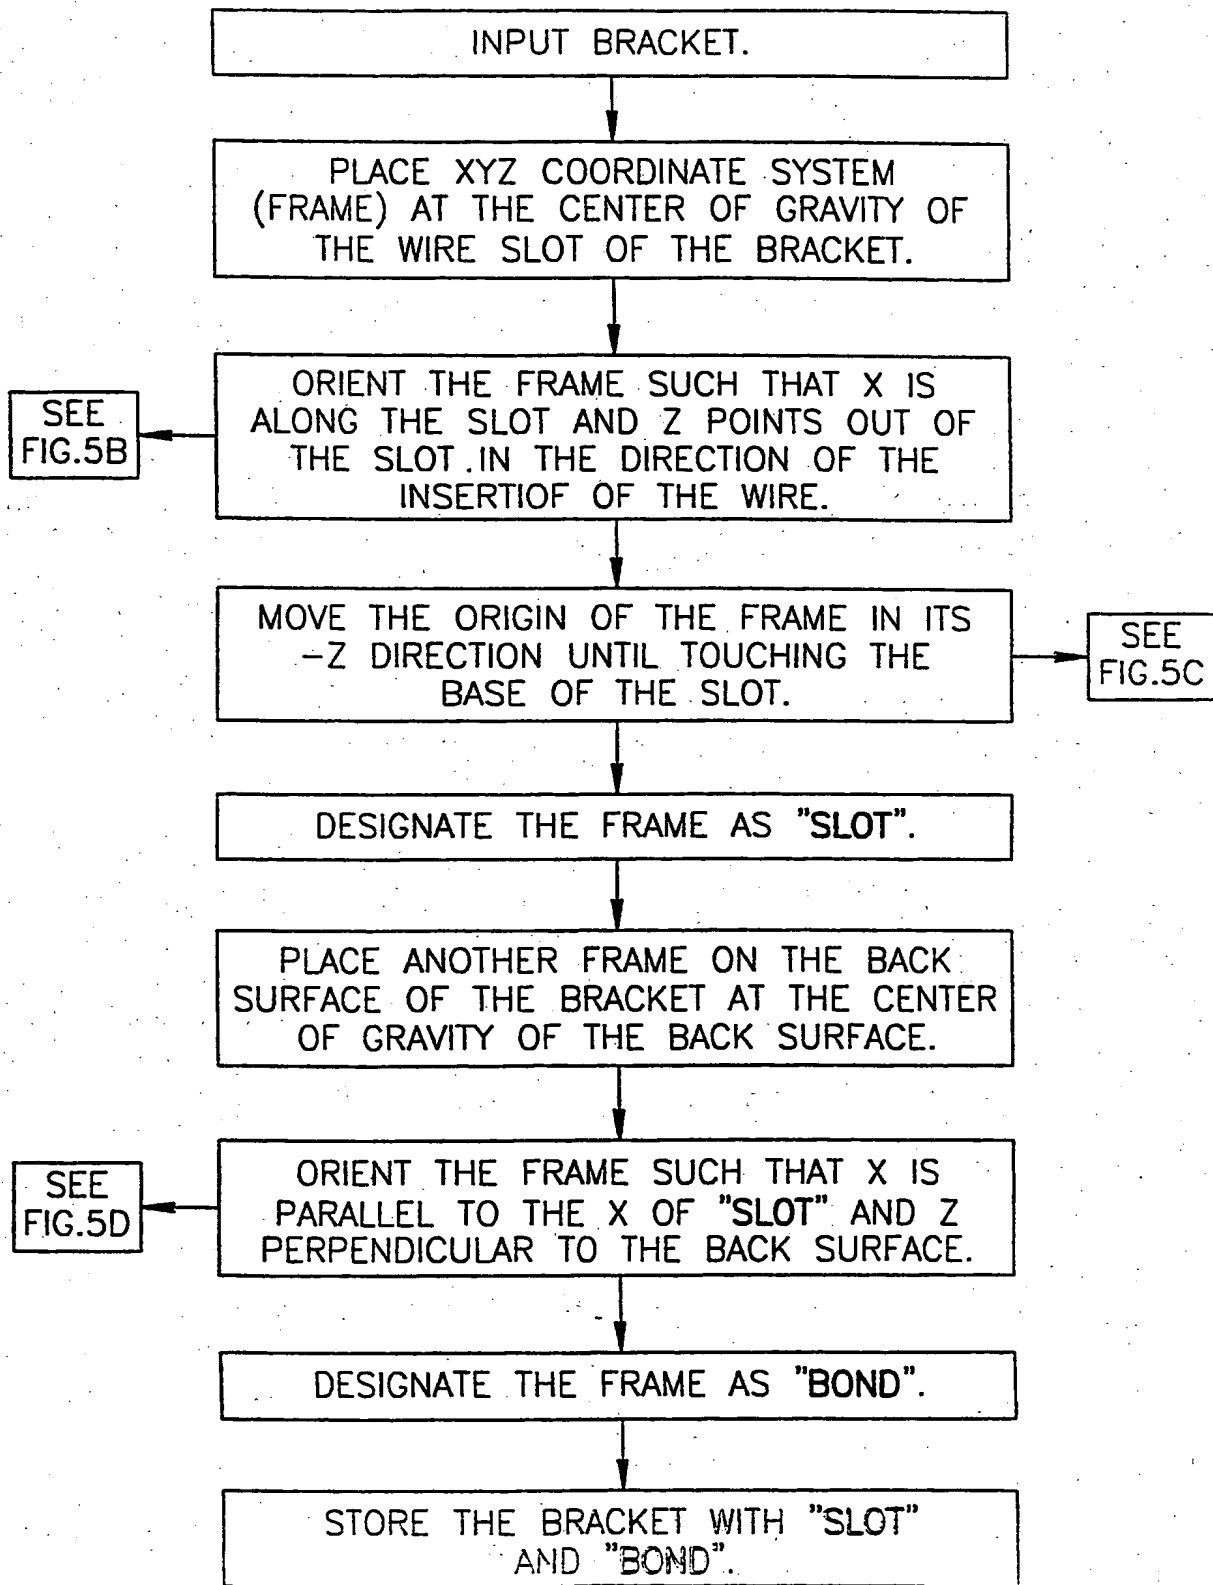 INPUT BRACKET.
PLACE XYZ COORDINATE SYSTEM
(FRAME) AT THE CENTER OF GRAVITY OF
THE WIRE SLOT OF THE BRACKET.
ORIENT THE FRAME SUCH THAT X IS
ALONG THE SLOT AND Z POINTS OUT OF
THE SLOT IN THE DIRECTION OF THE
INSERTIOF OF THE WIRE.
SEE
FIG.5B
MOVE THE ORIGIN OF THE FRAME IN ITS
-Z DIRECTION UNTIL TOUCHING THE
BASE OF THE SLOT.
SEE
FIG.5C
DESIGNATE THE FRAME AS "SLOT".
PLACE ANOTHER FRAME ON THE BACK
SURFACE OF THE BRACKET AT THE CENTER
OF GRAVITY OF THE BACK SURFACE.
ORIENT THE FRAME SUCH THAT X IS
PARALLEL TO THE X OF "SLOT" AND Z
PERPENDICULAR TO THE BACK SURFACE.
SEE
FIG.5D
DESIGNATE THE FRAME AS "BOND".
STORE THE BRACKET WITH "SLOT"
AND "BOND".